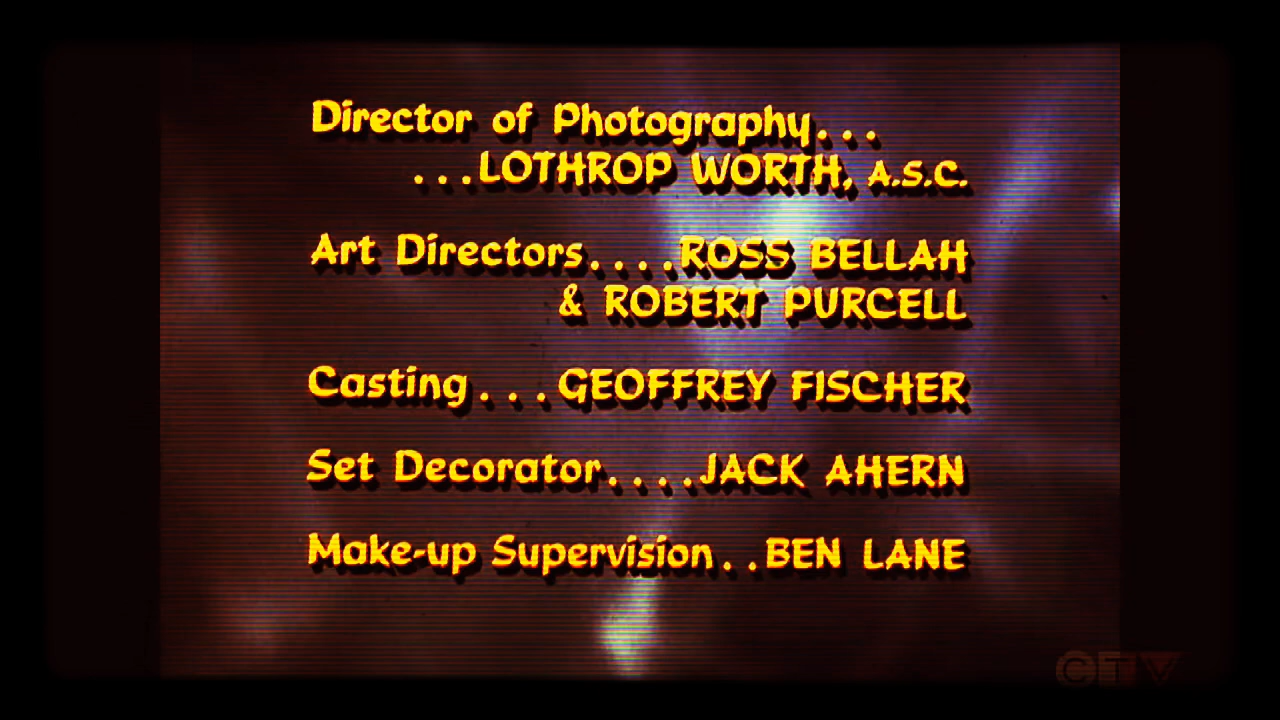 Director of Photography...
...LOTHROP WORTH, A.S.C.
Art Directors....ROSS BELLAH
& ROBERT PURCELL
Casting...GEOFFREY FISCHER
Set Decorator....JACK AHERN
Make-up Supervision..BEN LANE
CTV